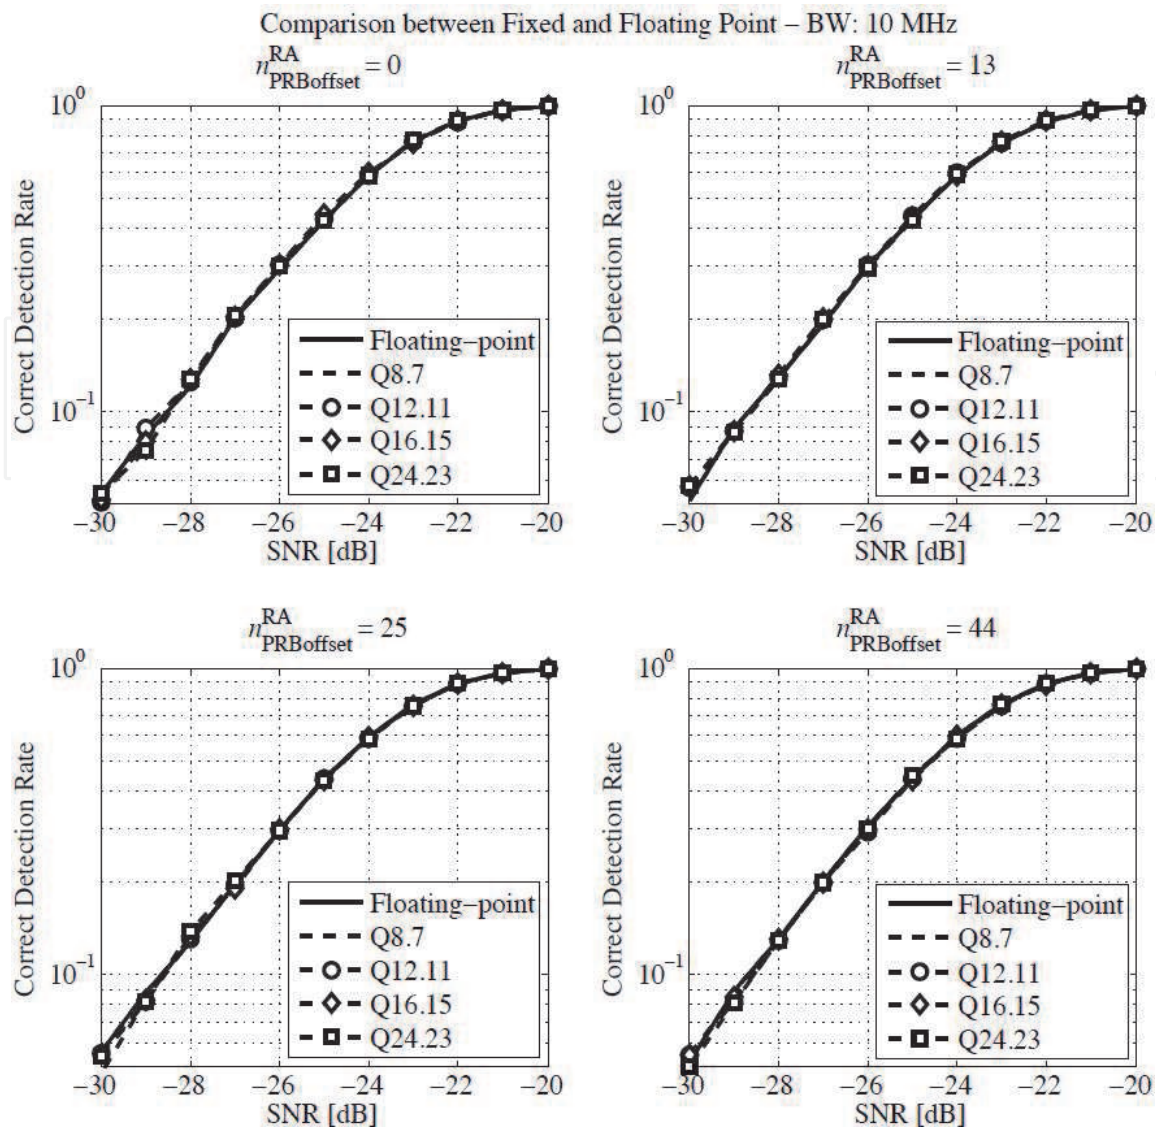 Comparison between Fixed and Floating Point – BW: 10 MHz
n^RA_PRBoffset = 0
Correct Detection Rate
10^0
10^−1
Floating−point
Q8.7
Q12.11
Q16.15
Q24.23
−30 −28 −26 −24 −22 −20
SNR [dB]
n^RA_PRBoffset = 13
Correct Detection Rate
10^0
10^−1
Floating−point
Q8.7
Q12.11
Q16.15
Q24.23
−30 −28 −26 −24 −22 −20
SNR [dB]
n^RA_PRBoffset = 25
Correct Detection Rate
10^0
10^−1
Floating−point
Q8.7
Q12.11
Q16.15
Q24.23
−30 −28 −26 −24 −22 −20
SNR [dB]
n^RA_PRBoffset = 44
Correct Detection Rate
10^0
10^−1
Floating−point
Q8.7
Q12.11
Q16.15
Q24.23
−30 −28 −26 −24 −22 −20
SNR [dB]